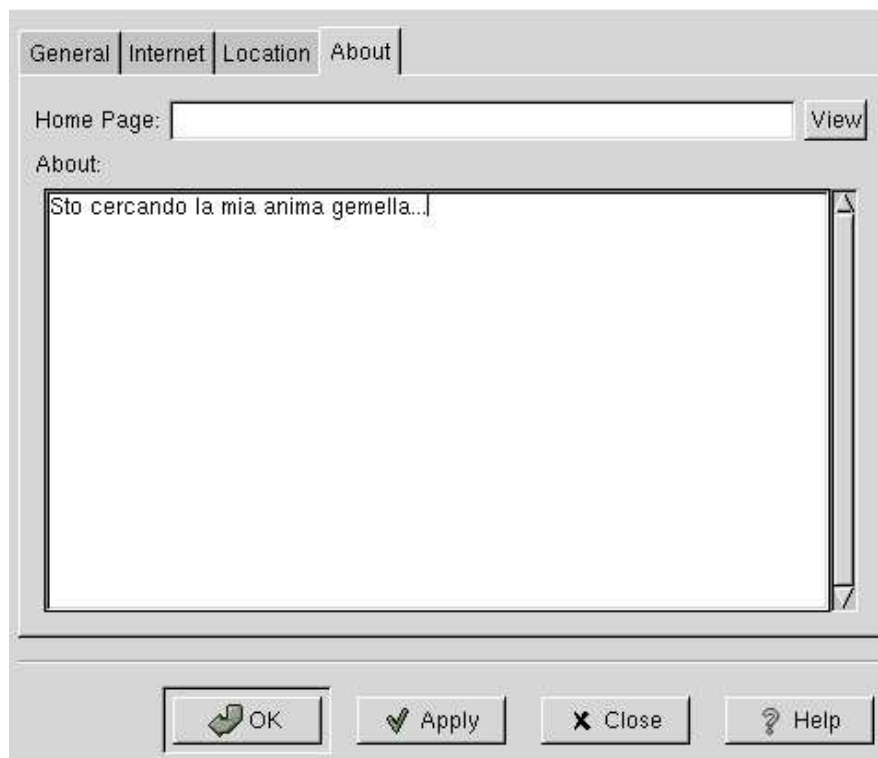 General Internet Location About
Home Page: View
About:
Sto cercando la mia anima gemella...
OK Apply Close Help